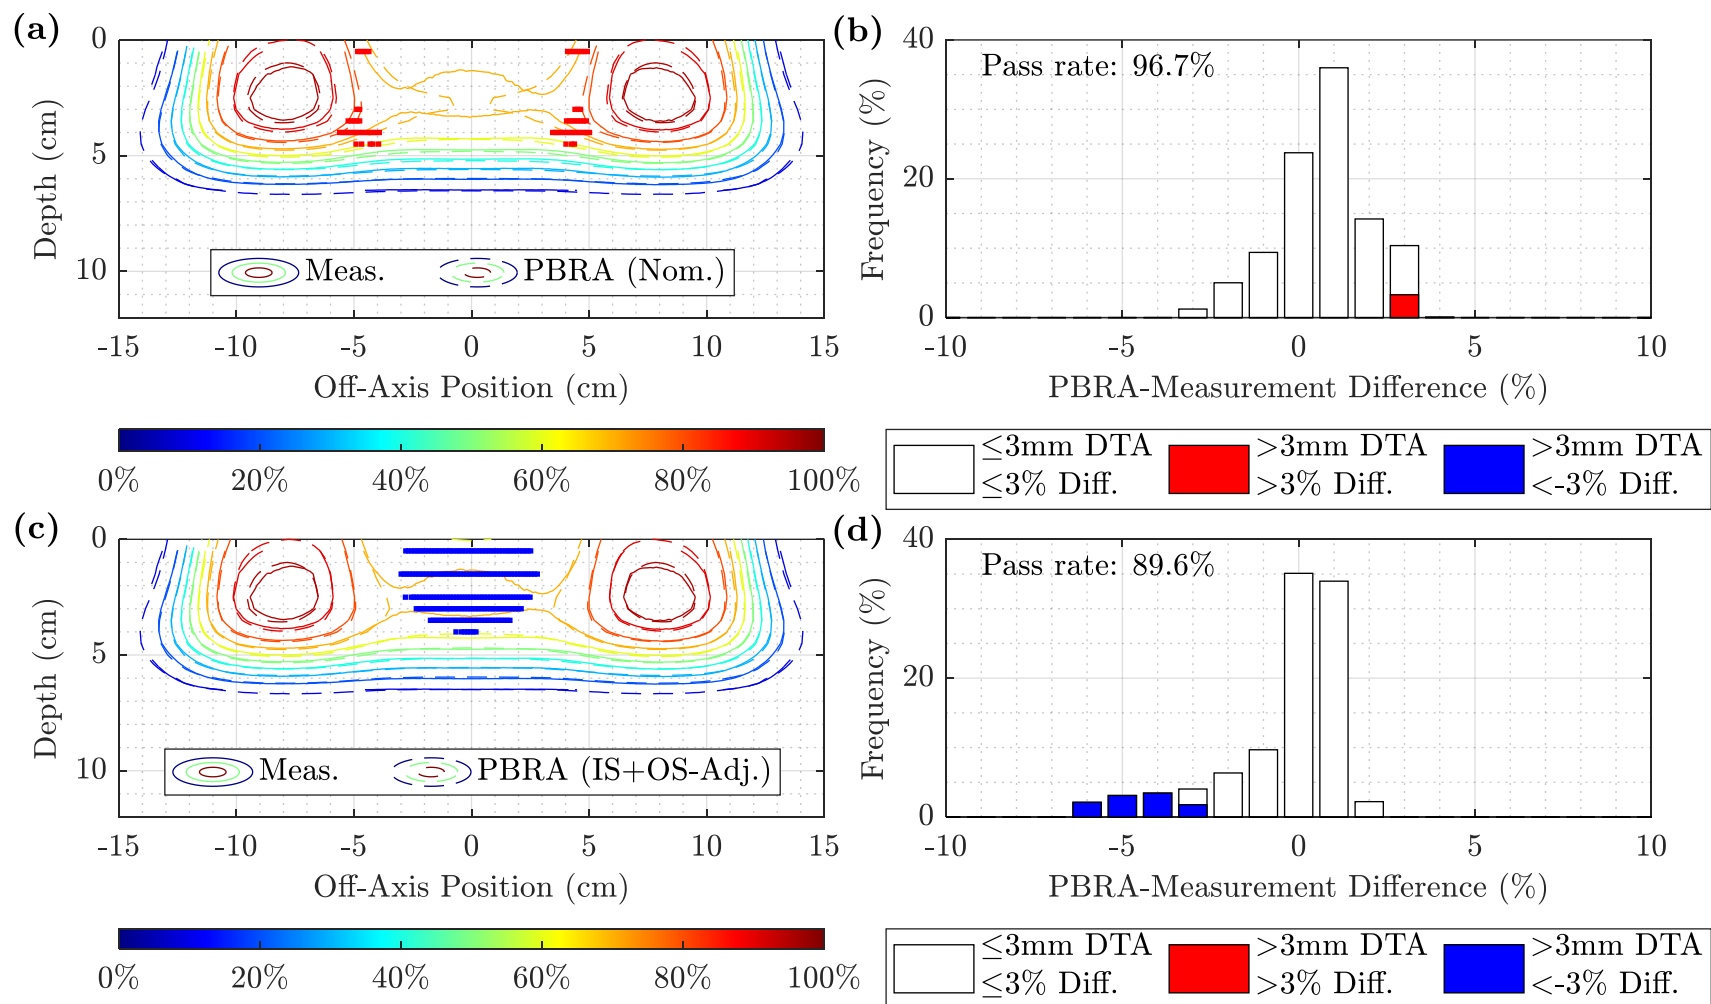 (a)
0
5
10
Depth (cm)
Meas.
PBRA (Nom.)
-15 -10 -5 0 5 10 15
Off-Axis Position (cm)
0% 20% 40% 60% 80% 100%
(b)
40
20
0
Frequency (%)
Pass rate: 96.7%
-10 -5 0 5 10
PBRA-Measurement Difference (%)
≤3mm DTA >3mm DTA >3mm DTA
≤3% Diff. >3% Diff. <-3% Diff.
(c)
0
5
10
Depth (cm)
Meas.
PBRA (IS+OS-Adj.)
-15 -10 -5 0 5 10 15
Off-Axis Position (cm)
0% 20% 40% 60% 80% 100%
(d)
40
20
0
Frequency (%)
Pass rate: 89.6%
-10 -5 0 5 10
PBRA-Measurement Difference (%)
≤3mm DTA >3mm DTA >3mm DTA
≤3% Diff. >3% Diff. <-3% Diff.